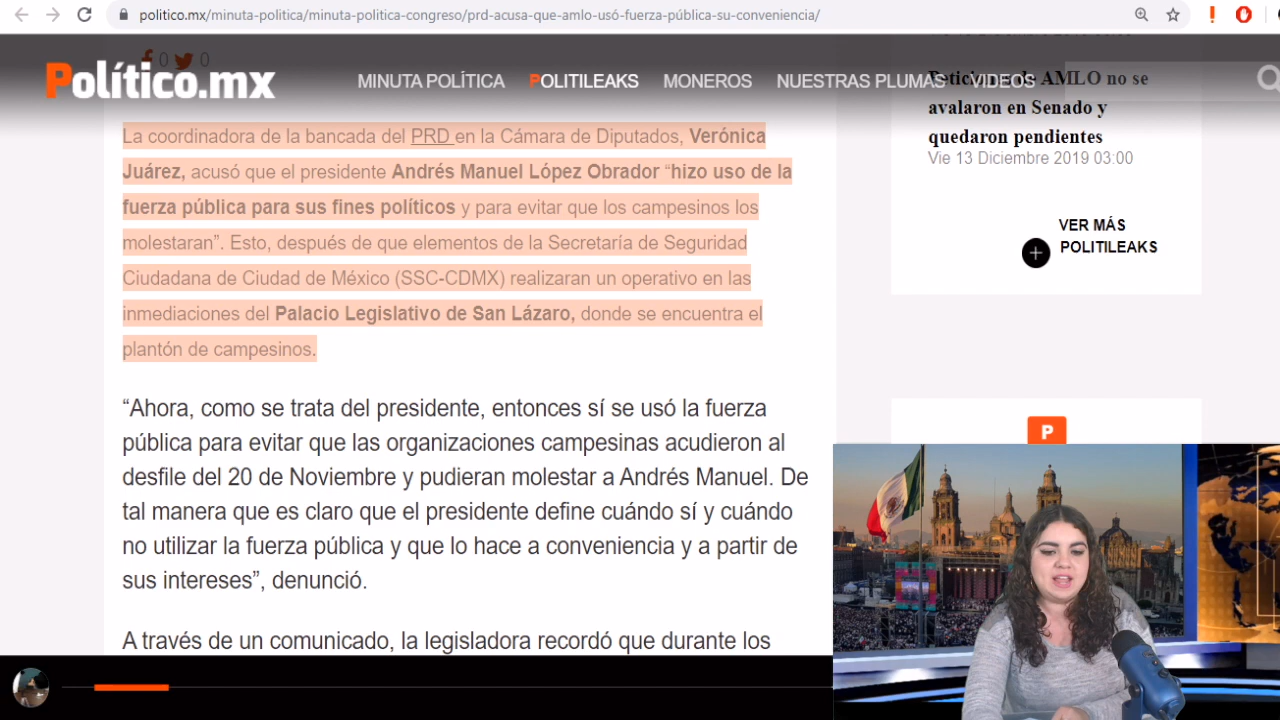 politico.mx/minuta-politica/minuta-politica-congreso/prd-acusa-que-amlo-usó-fuerza-pública-su-conveniencia/
0 0
Político.mx
MINUTA POLÍTICA POLITILEAKS MONEROS NUESTRAS PLUMAS VIDEOS
Peticiones de AMLO no se
avalaron en Senado y
quedaron pendientes
Vie 13 Diciembre 2019 03:00
VER MÁS
POLITILEAKS
La coordinadora de la bancada del PRD en la Cámara de Diputados, Verónica
Juárez, acusó que el presidente Andrés Manuel López Obrador “hizo uso de la
fuerza pública para sus fines políticos y para evitar que los campesinos los
molestaran”. Esto, después de que elementos de la Secretaría de Seguridad
Ciudadana de Ciudad de México (SSC-CDMX) realizaran un operativo en las
inmediaciones del Palacio Legislativo de San Lázaro, donde se encuentra el
plantón de campesinos.
“Ahora, como se trata del presidente, entonces sí se usó la fuerza
pública para evitar que las organizaciones campesinas acudieron al
desfile del 20 de Noviembre y pudieran molestar a Andrés Manuel. De
tal manera que es claro que el presidente define cuándo sí y cuándo
no utilizar la fuerza pública y que lo hace a conveniencia y a partir de
sus intereses”, denunció.
A través de un comunicado, la legisladora recordó que durante los
P